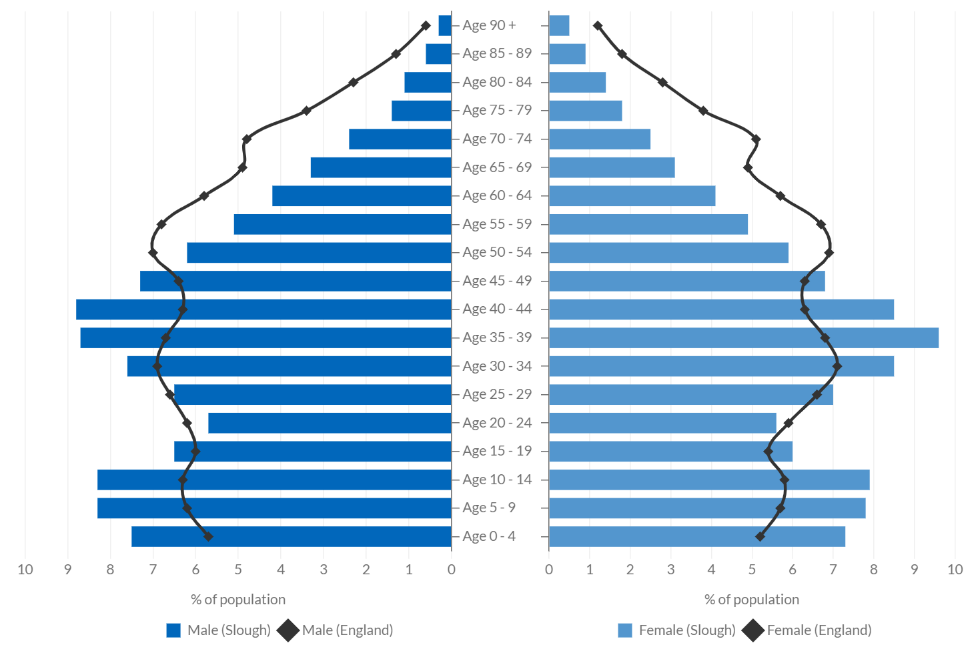 Age 90 +
Age 85 - 89
Age 80 - 84
Age 75 - 79
Age 70 - 74
Age 65 - 69
Age 60 - 64
Age 55 - 59
Age 50 - 54
Age 45 - 49
Age 40 - 44
Age 35 - 39
Age 30 - 34
Age 25 - 29
Age 20 - 24
Age 15 - 19
Age 10 - 14
Age 5 - 9
Age 0 - 4
10 9 8 7 6 5 4 3 2 1 0 0 1 2 3 4 5 6 7 8 9 10
% of population % of population
Male (Slough) Male (England) Female (Slough) Female (England)